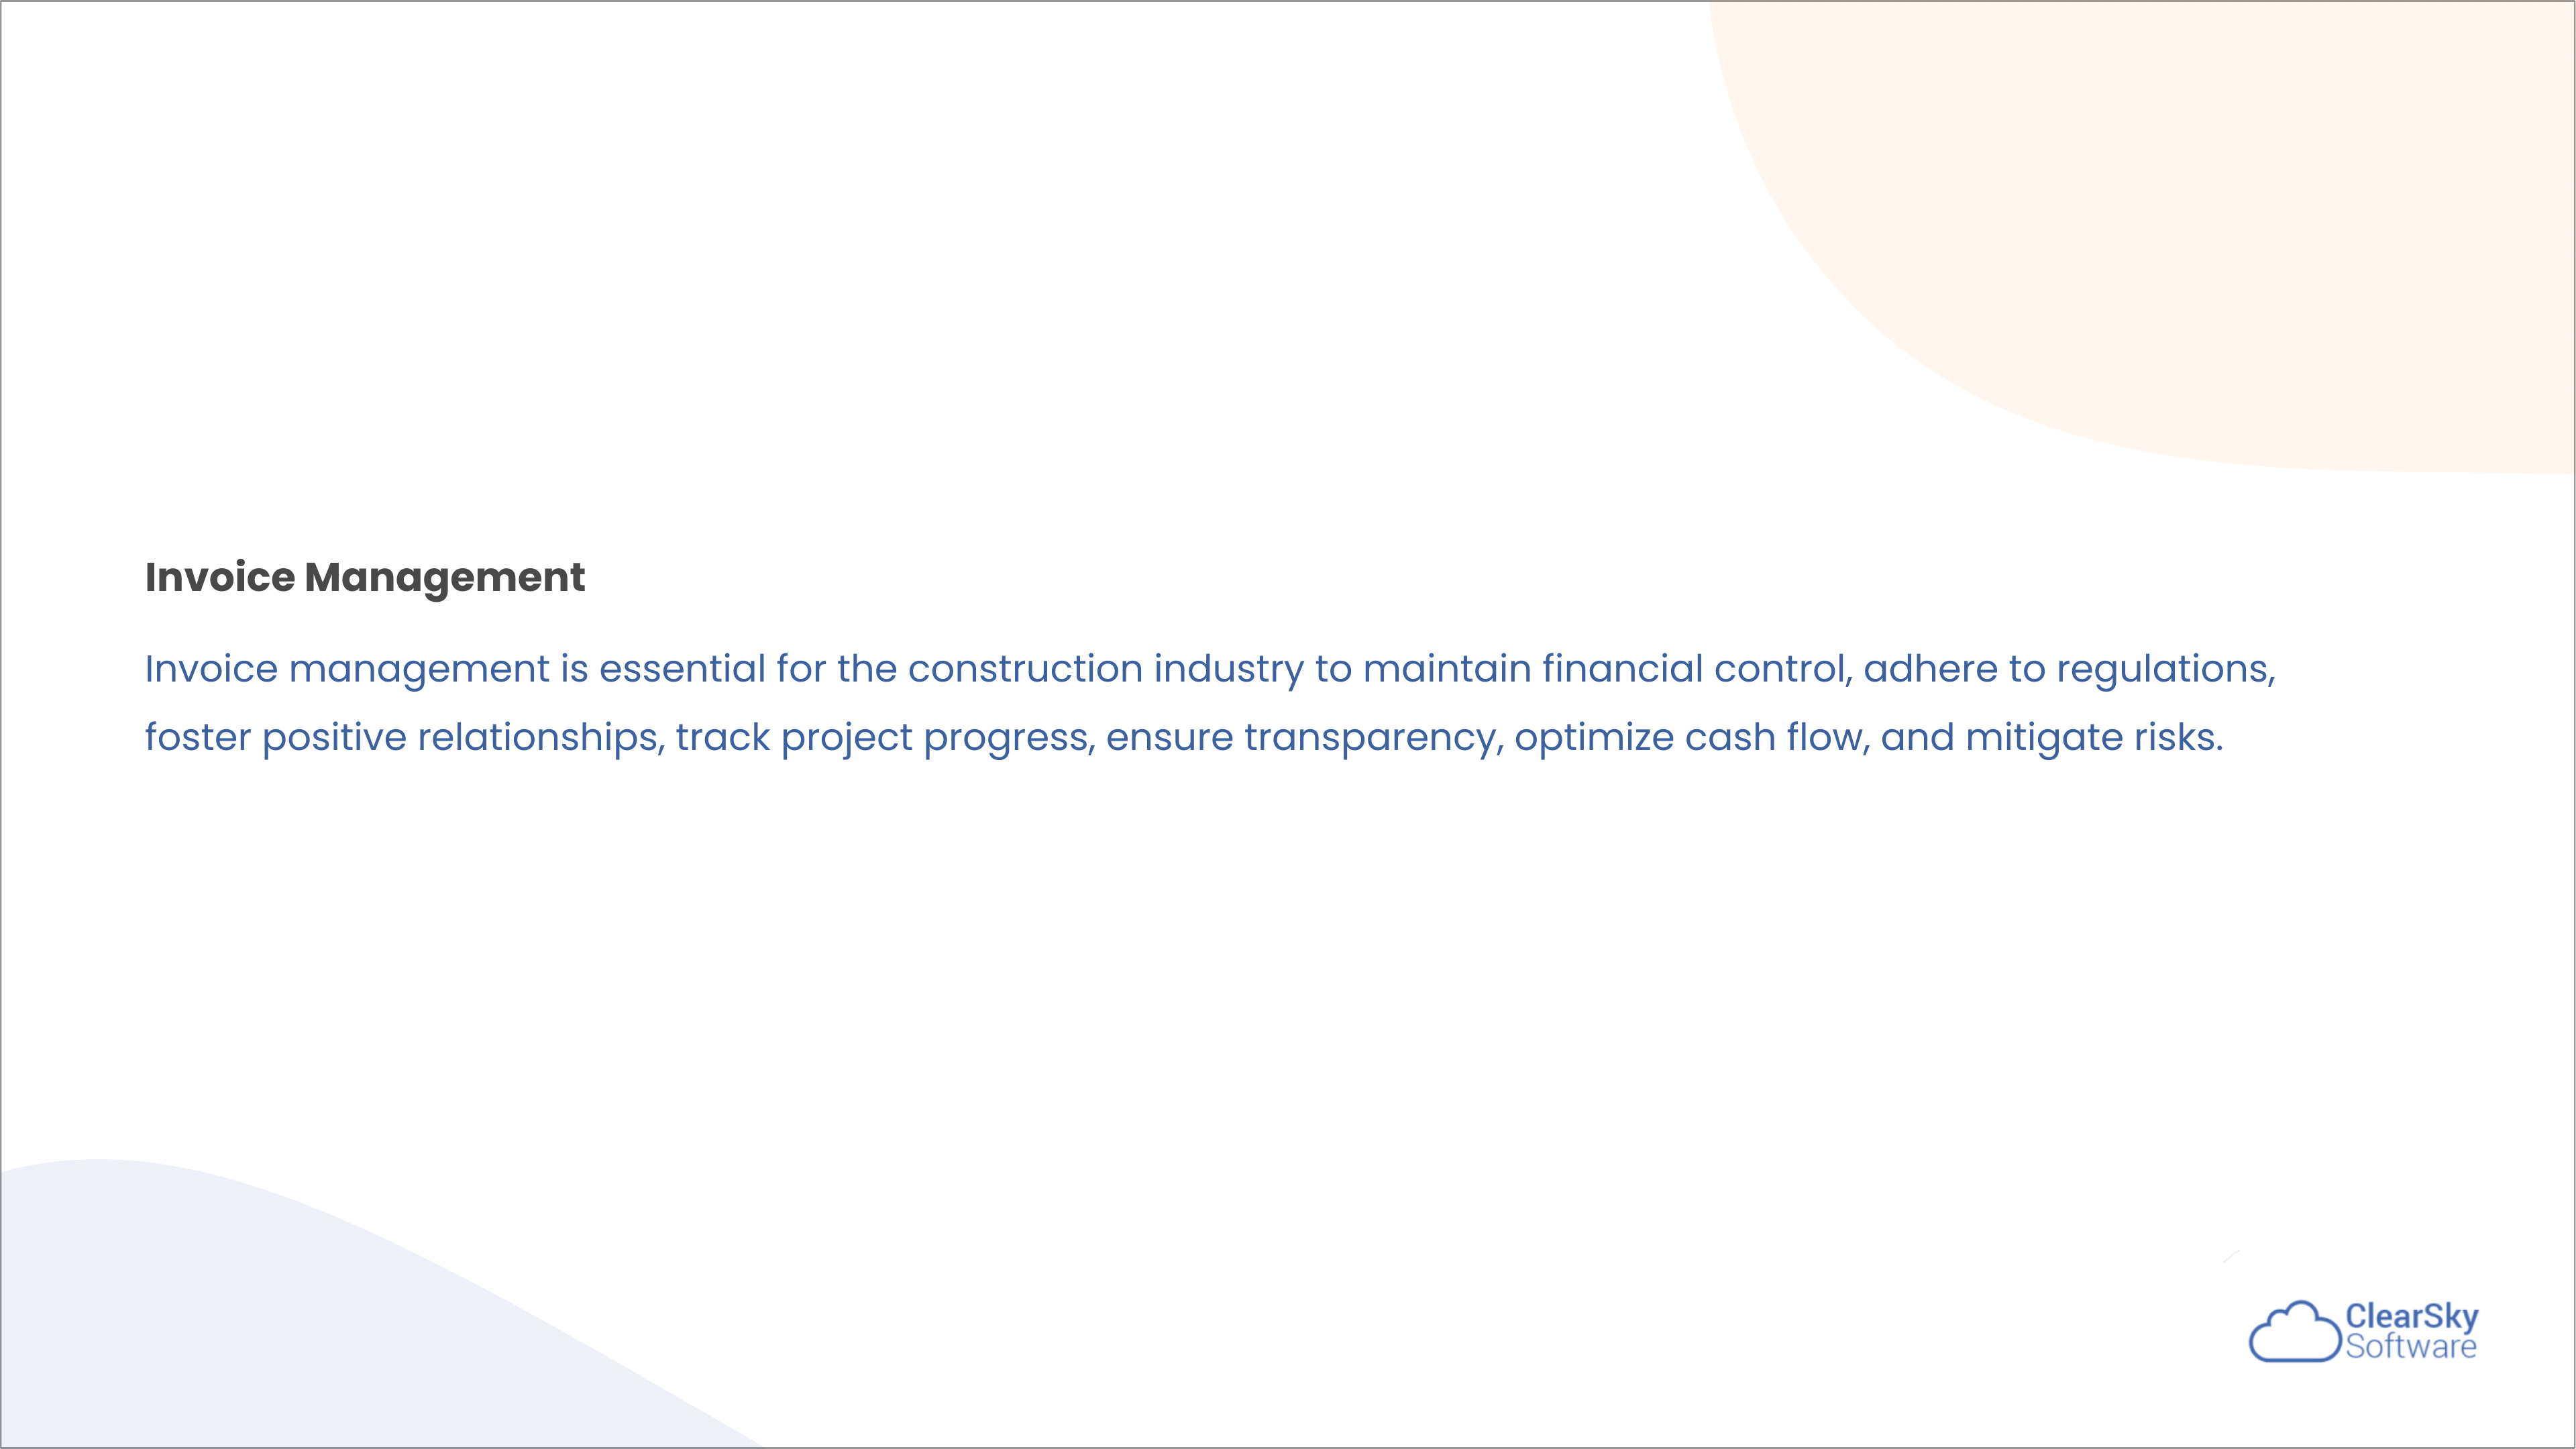 Invoice Management
Invoice management is essential for the construction industry to maintain financial control, adhere to regulations,
foster positive relationships, track project progress, ensure transparency, optimize cash flow, and mitigate risks.
ClearSky
Software